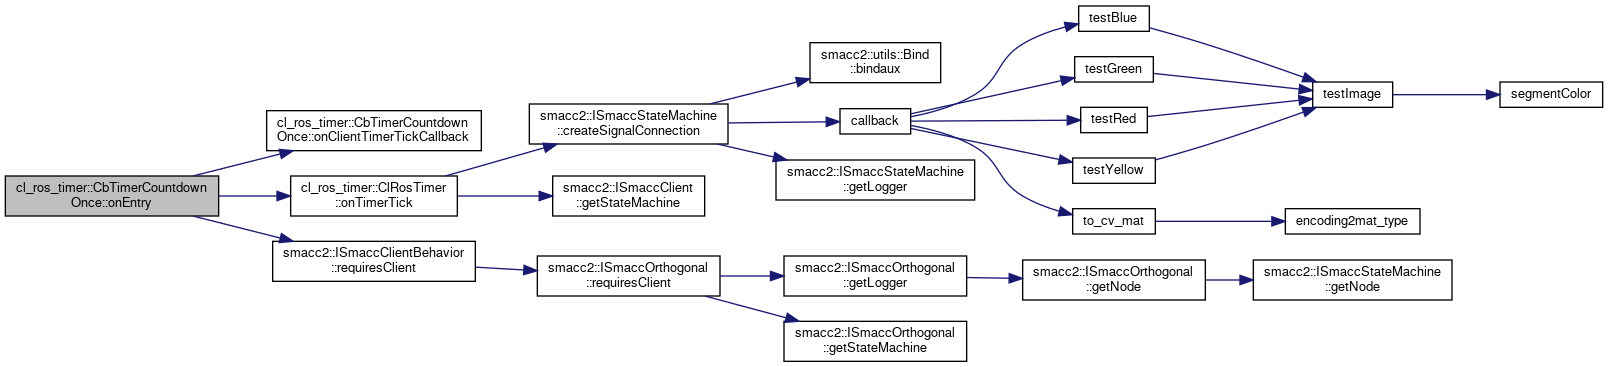 cl_ros_timer::CbTimerCountdown
Once::onEntry
cl_ros_timer::CbTimerCountdown
Once::onClientTimerTickCallback
cl_ros_timer::ClRosTimer
::onTimerTick
smacc2::ISmaccClientBehavior
::requiresClient
smacc2::ISmaccStateMachine
::createSignalConnection
smacc2::ISmaccClient
::getStateMachine
smacc2::ISmaccOrthogonal
::requiresClient
smacc2::utils::Bind
::bindaux
callback
smacc2::ISmaccStateMachine
::getLogger
smacc2::ISmaccOrthogonal
::getLogger
smacc2::ISmaccOrthogonal
::getStateMachine
testBlue
testGreen
testRed
testYellow
to_cv_mat
smacc2::ISmaccOrthogonal
::getNode
testImage
encoding2mat_type
smacc2::ISmaccStateMachine
::getNode
segmentColor